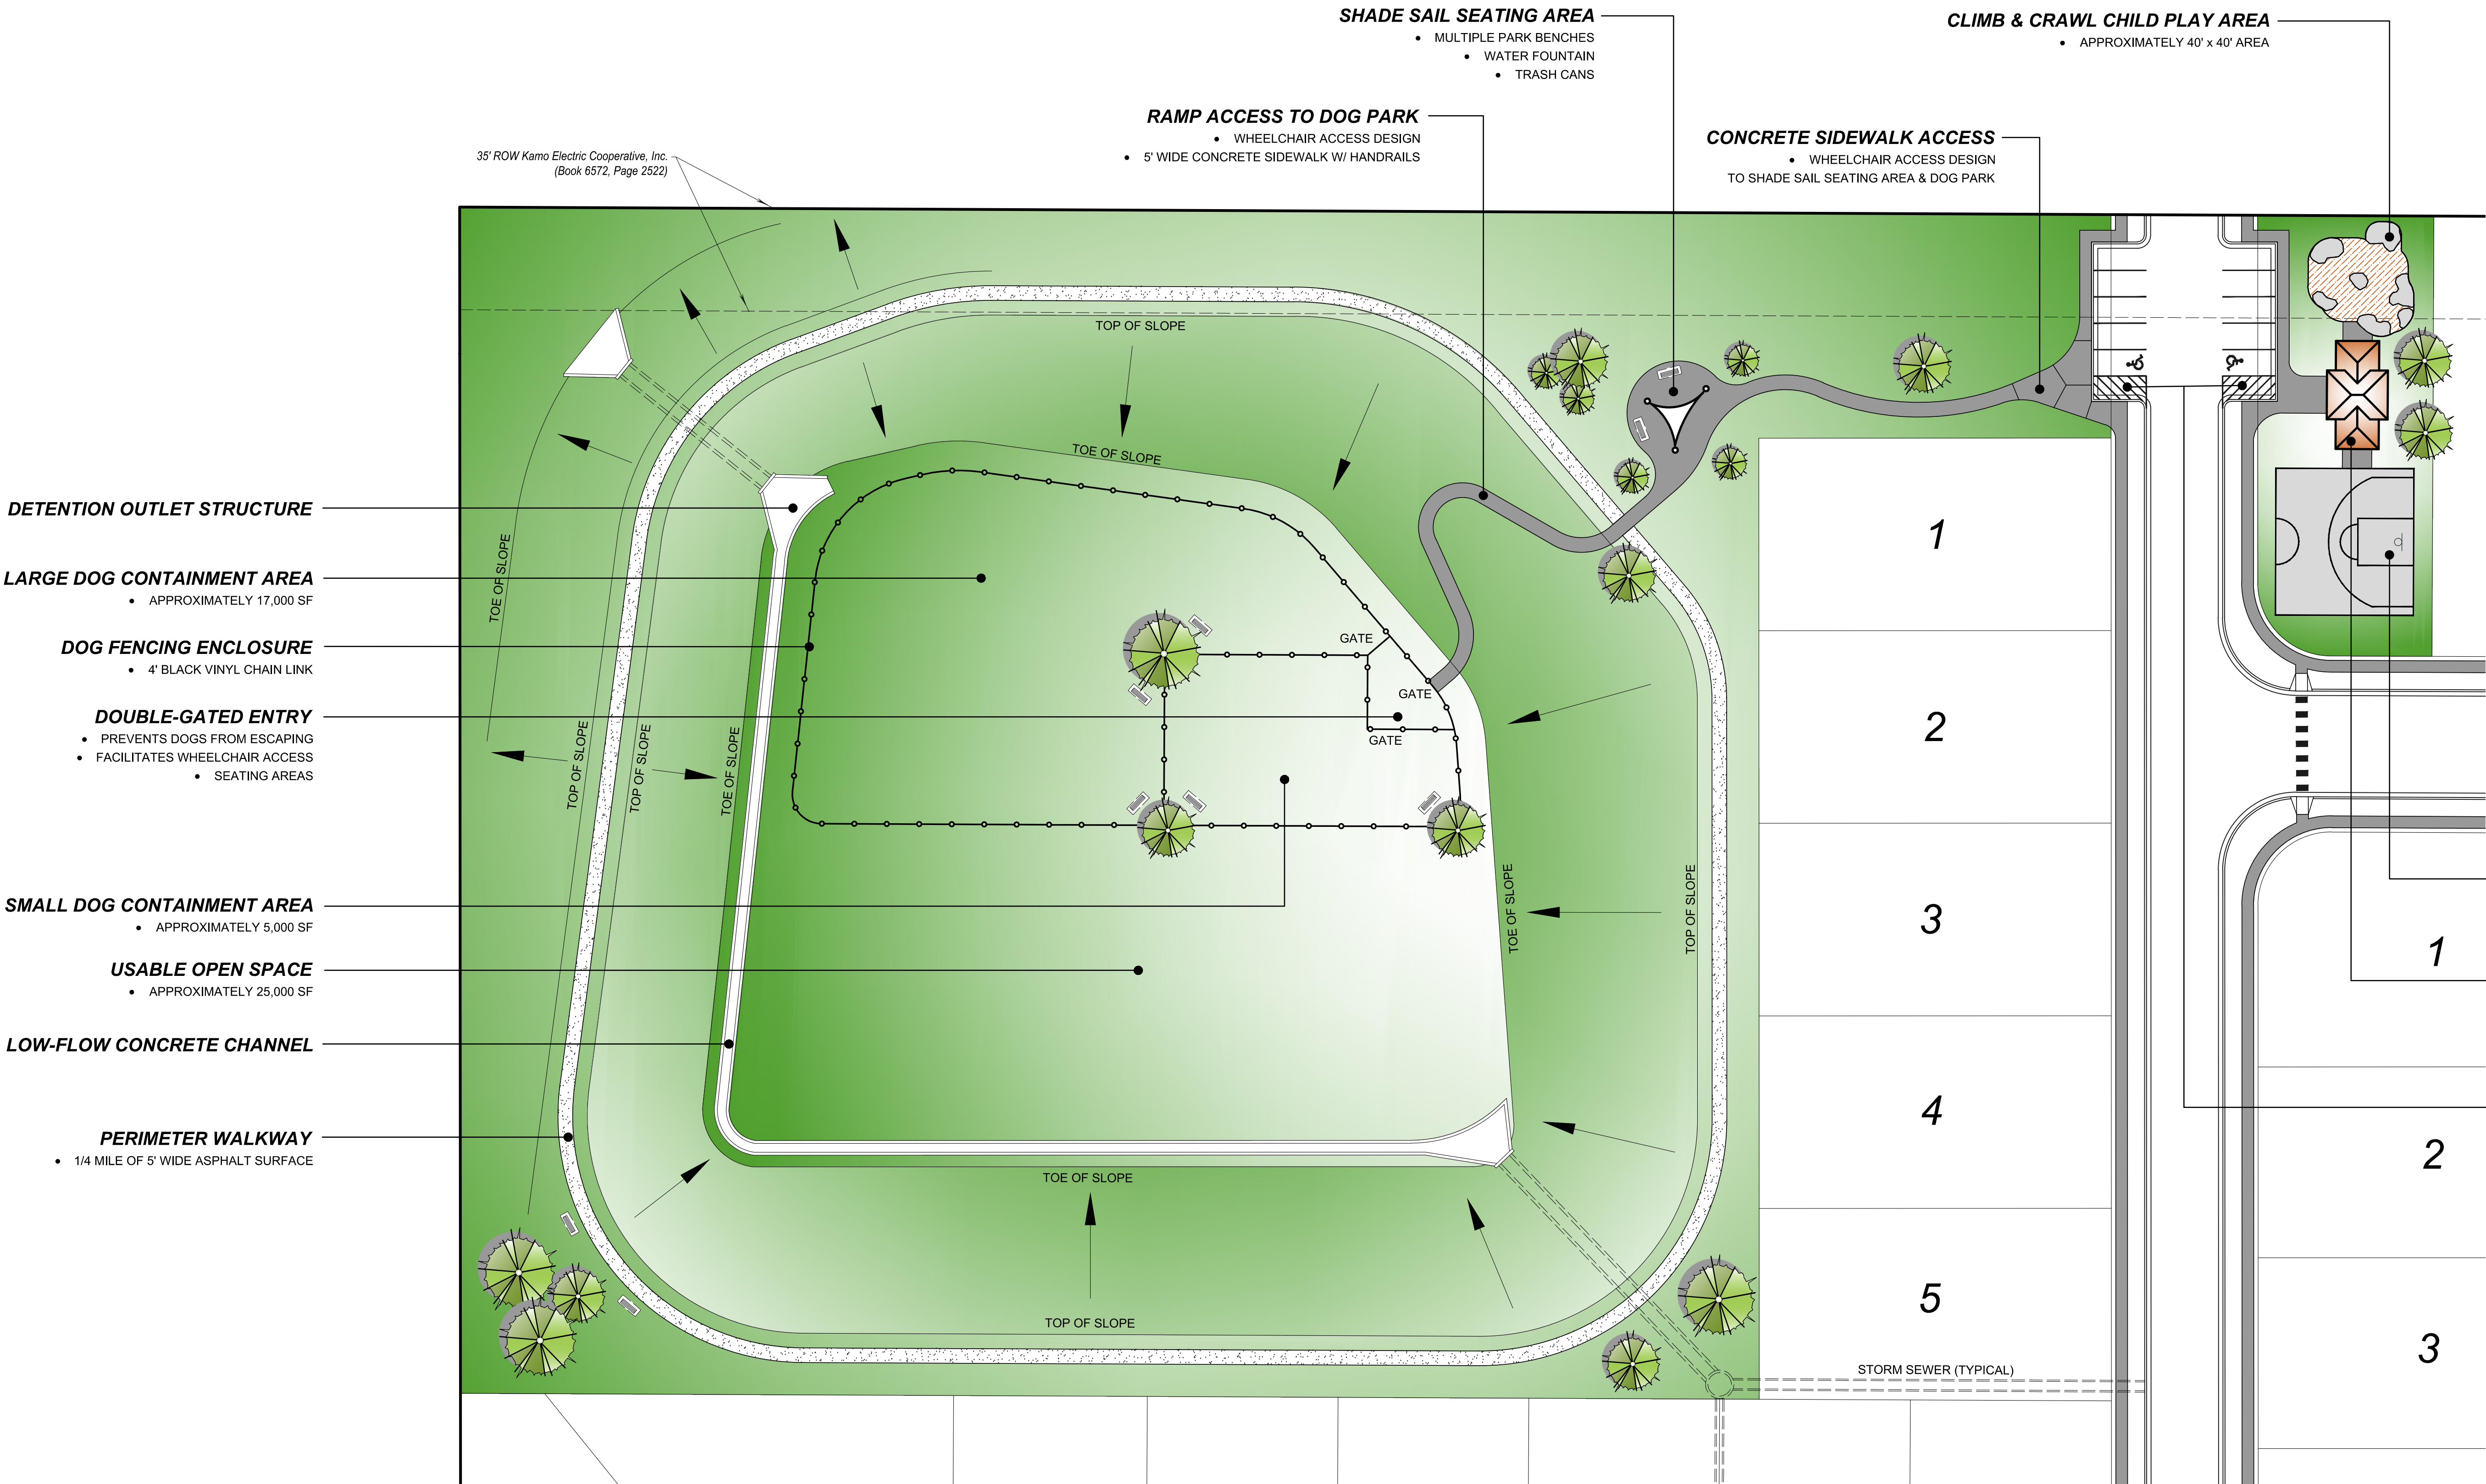 SHADE SAIL SEATING AREA
• MULTIPLE PARK BENCHES
• WATER FOUNTAIN
• TRASH CANS
CLIMB & CRAWL CHILD PLAY AREA
• APPROXIMATELY 40' x 40' AREA
RAMP ACCESS TO DOG PARK
• WHEELCHAIR ACCESS DESIGN
• 5' WIDE CONCRETE SIDEWALK W/ HANDRAILS
CONCRETE SIDEWALK ACCESS
• WHEELCHAIR ACCESS DESIGN
TO SHADE SAIL SEATING AREA & DOG PARK
35' ROW Kamo Electric Cooperative, Inc.
(Book 6572, Page 2522)
DETENTION OUTLET STRUCTURE
LARGE DOG CONTAINMENT AREA
• APPROXIMATELY 17,000 SF
DOG FENCING ENCLOSURE
• 4' BLACK VINYL CHAIN LINK
DOUBLE-GATED ENTRY
• PREVENTS DOGS FROM ESCAPING
• FACILITATES WHEELCHAIR ACCESS
• SEATING AREAS
SMALL DOG CONTAINMENT AREA
• APPROXIMATELY 5,000 SF
USABLE OPEN SPACE
• APPROXIMATELY 25,000 SF
LOW-FLOW CONCRETE CHANNEL
PERIMETER WALKWAY
• 1/4 MILE OF 5' WIDE ASPHALT SURFACE
TOP OF SLOPE
TOE OF SLOPE
TOE OF SLOPE
TOP OF SLOPE
TOP OF SLOPE
TOE OF SLOPE
GATE
GATE
GATE
TOE OF SLOPE
TOP OF SLOPE
TOE OF SLOPE
TOP OF SLOPE
1
2
3
4
5
STORM SEWER (TYPICAL)
1
2
3